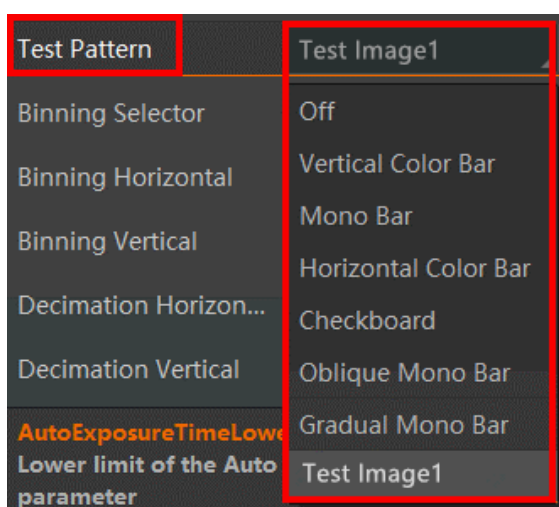 Test Pattern
Test Image1
Binning Selector
Off
Binning Horizontal
Vertical Color Bar
Binning Vertical
Mono Bar
Horizontal Color Bar
Decimation Horizon...
Checkboard
Decimation Vertical
Oblique Mono Bar
Gradual Mono Bar
Test Image1
AutoExposureTimeLowe
Lower limit of the Auto
parameter